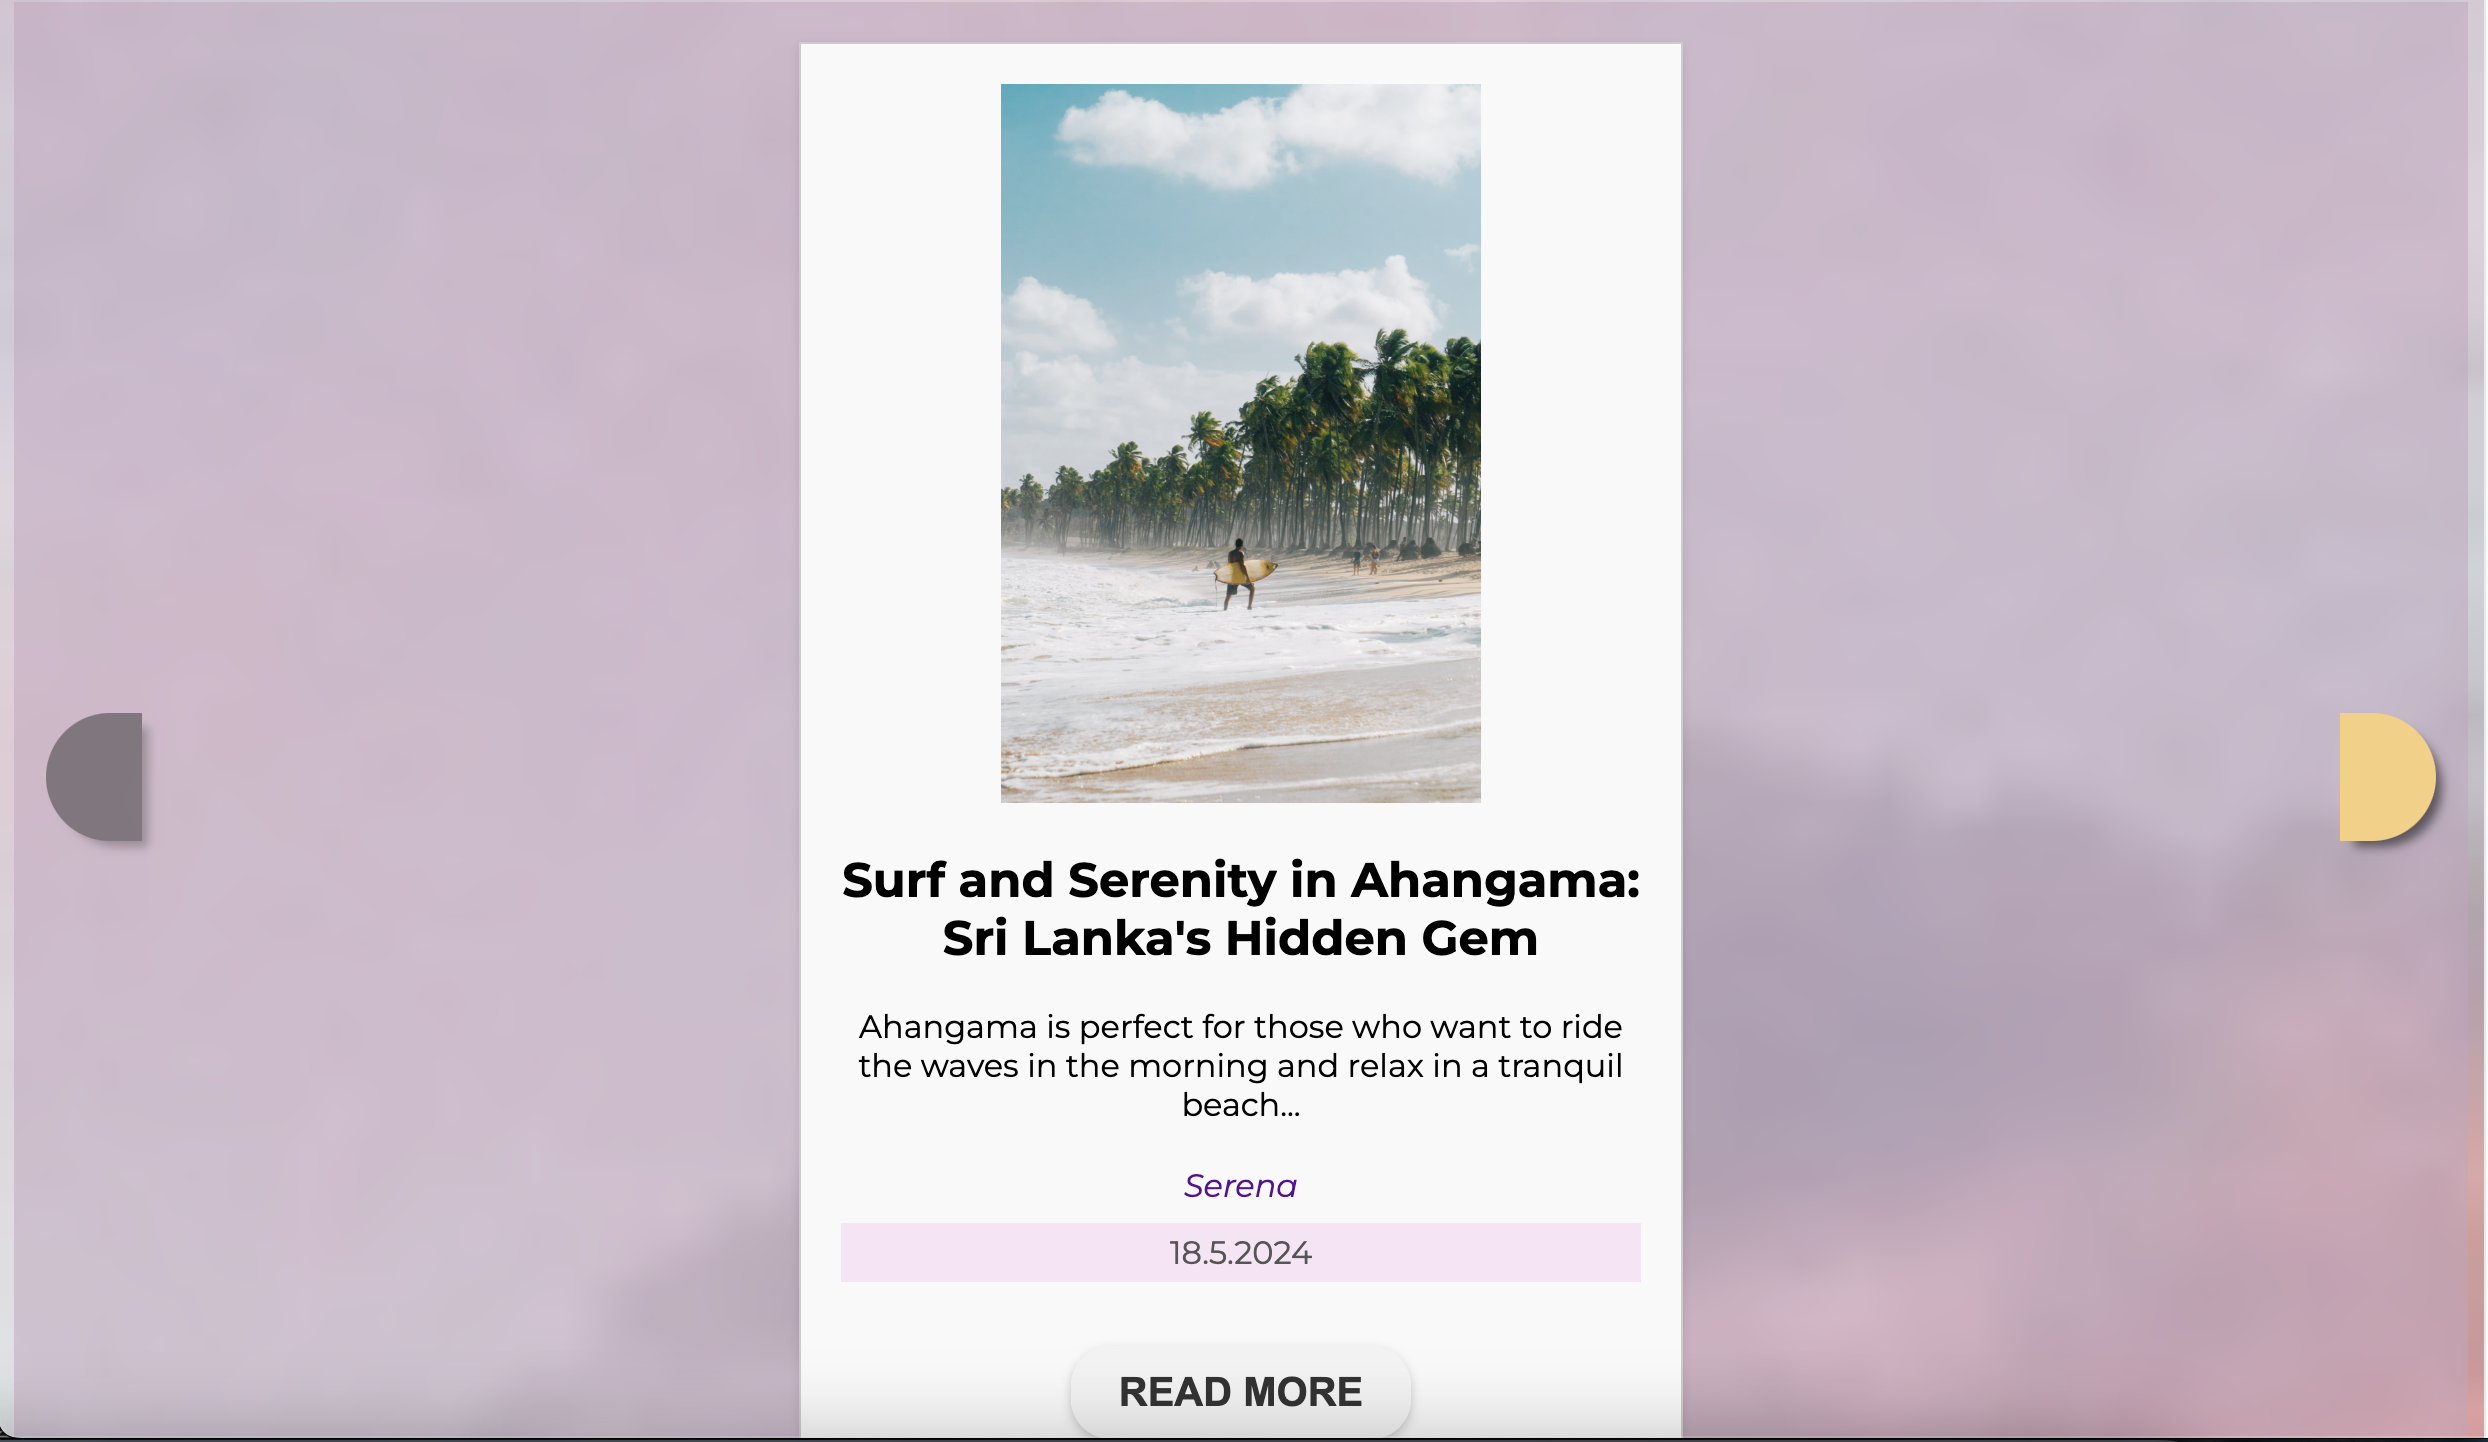 Surf and Serenity in Ahangama:
Sri Lanka's Hidden Gem
Ahangama is perfect for those who want to ride
the waves in the morning and relax in a tranquil
beach...
Serena
18.5.2024
READ MORE